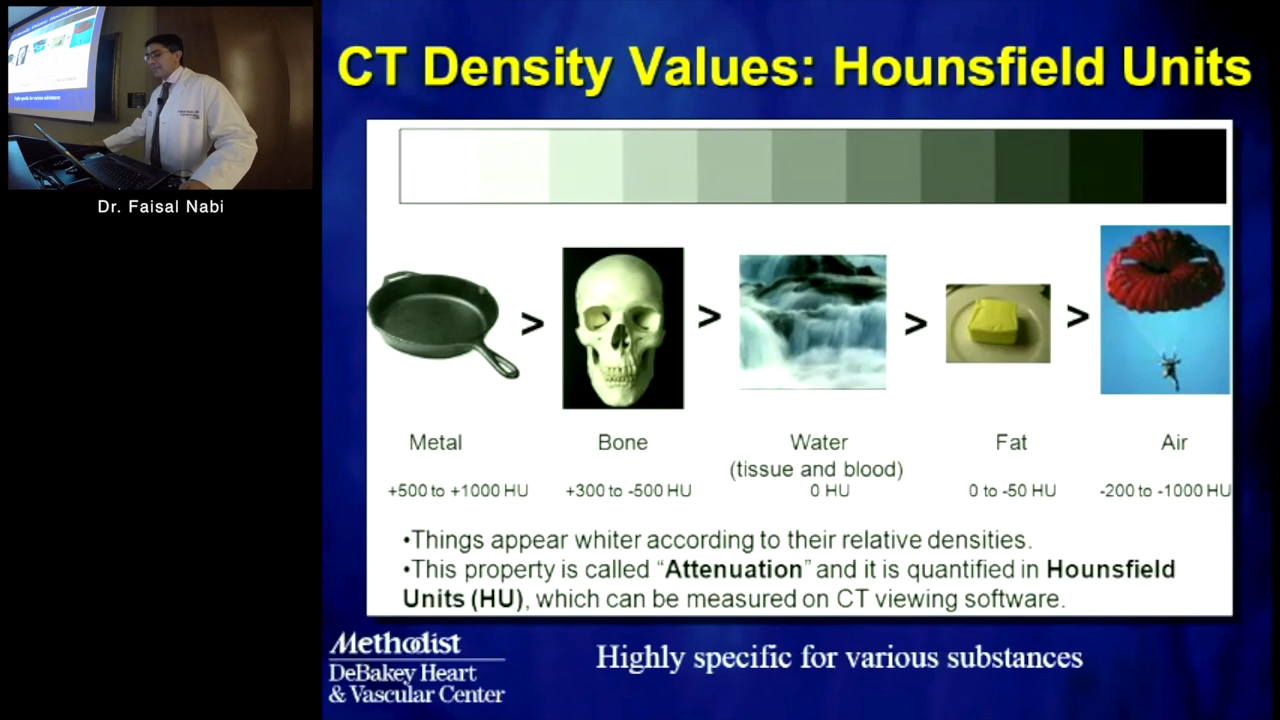 CT Density Values: Hounsfield Units
Dr. Faisal Nabi
> > > >
Metal Bone Water Fat Air
(tissue and blood)
+500 to +1000 HU +300 to -500 HU 0 HU 0 to -50 HU -200 to -1000 HU
•Things appear whiter according to their relative densities.
•This property is called “Attenuation” and it is quantified in Hounsfield
Units (HU), which can be measured on CT viewing software.
Methodist
DeBakey Heart
& Vascular Center
Highly specific for various substances